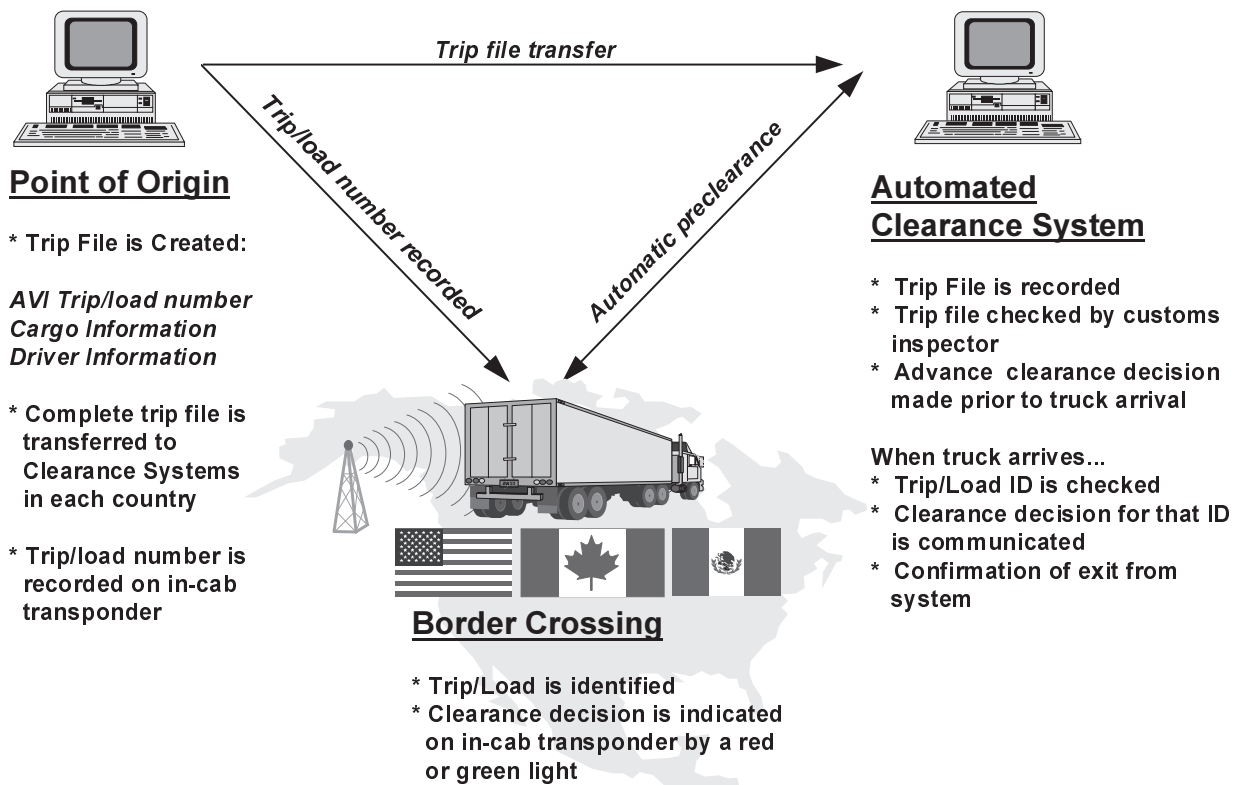 Trip file transfer
Trip/load number recorded
Automatic preclearance
Point of Origin
* Trip File is Created:
AVI Trip/load number
Cargo Information
Driver Information
* Complete trip file is
transferred to
Clearance Systems
in each country
* Trip/load number is
recorded on in-cab
transponder
Automated
Clearance System
* Trip File is recorded
* Trip file checked by customs
inspector
* Advance clearance decision
made prior to truck arrival
When truck arrives...
* Trip/Load ID is checked
* Clearance decision for that ID
is communicated
* Confirmation of exit from
system
Border Crossing
* Trip/Load is identified
* Clearance decision is indicated
on in-cab transponder by a red
or green light